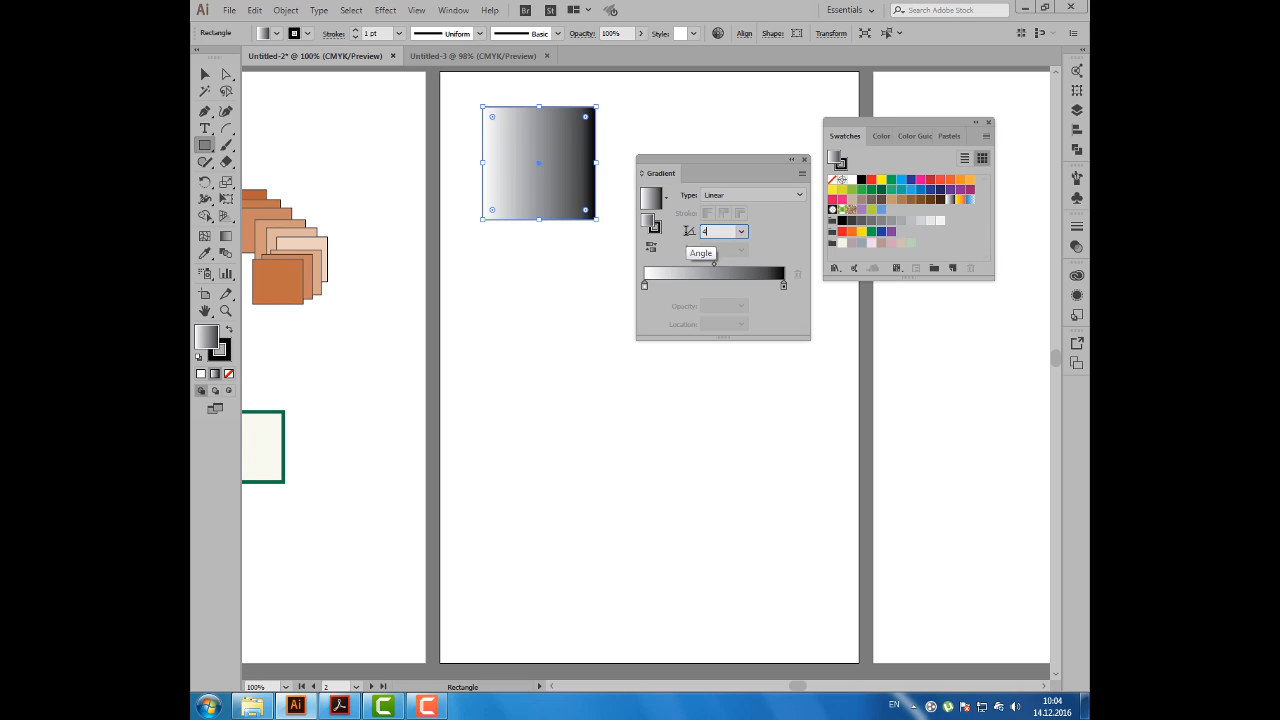 Ai File Edit Object Type Select Effect View Window Help Br St Essentials Search Adobe Stock
Rectangle Stroke: 1 pt Uniform Basic Opacity: 100% Style: Align Shape: Transform
Untitled-2* @ 100% (CMYK/Preview) Untitled-3 @ 98% (CMYK/Preview)
Swatches Color Color Guic Pastels
Gradient
Type: Linear
Stroke:
4
Angle
Opacity:
Location:
100% 2 Rectangle
Ai EN 10:04
14.12.2016